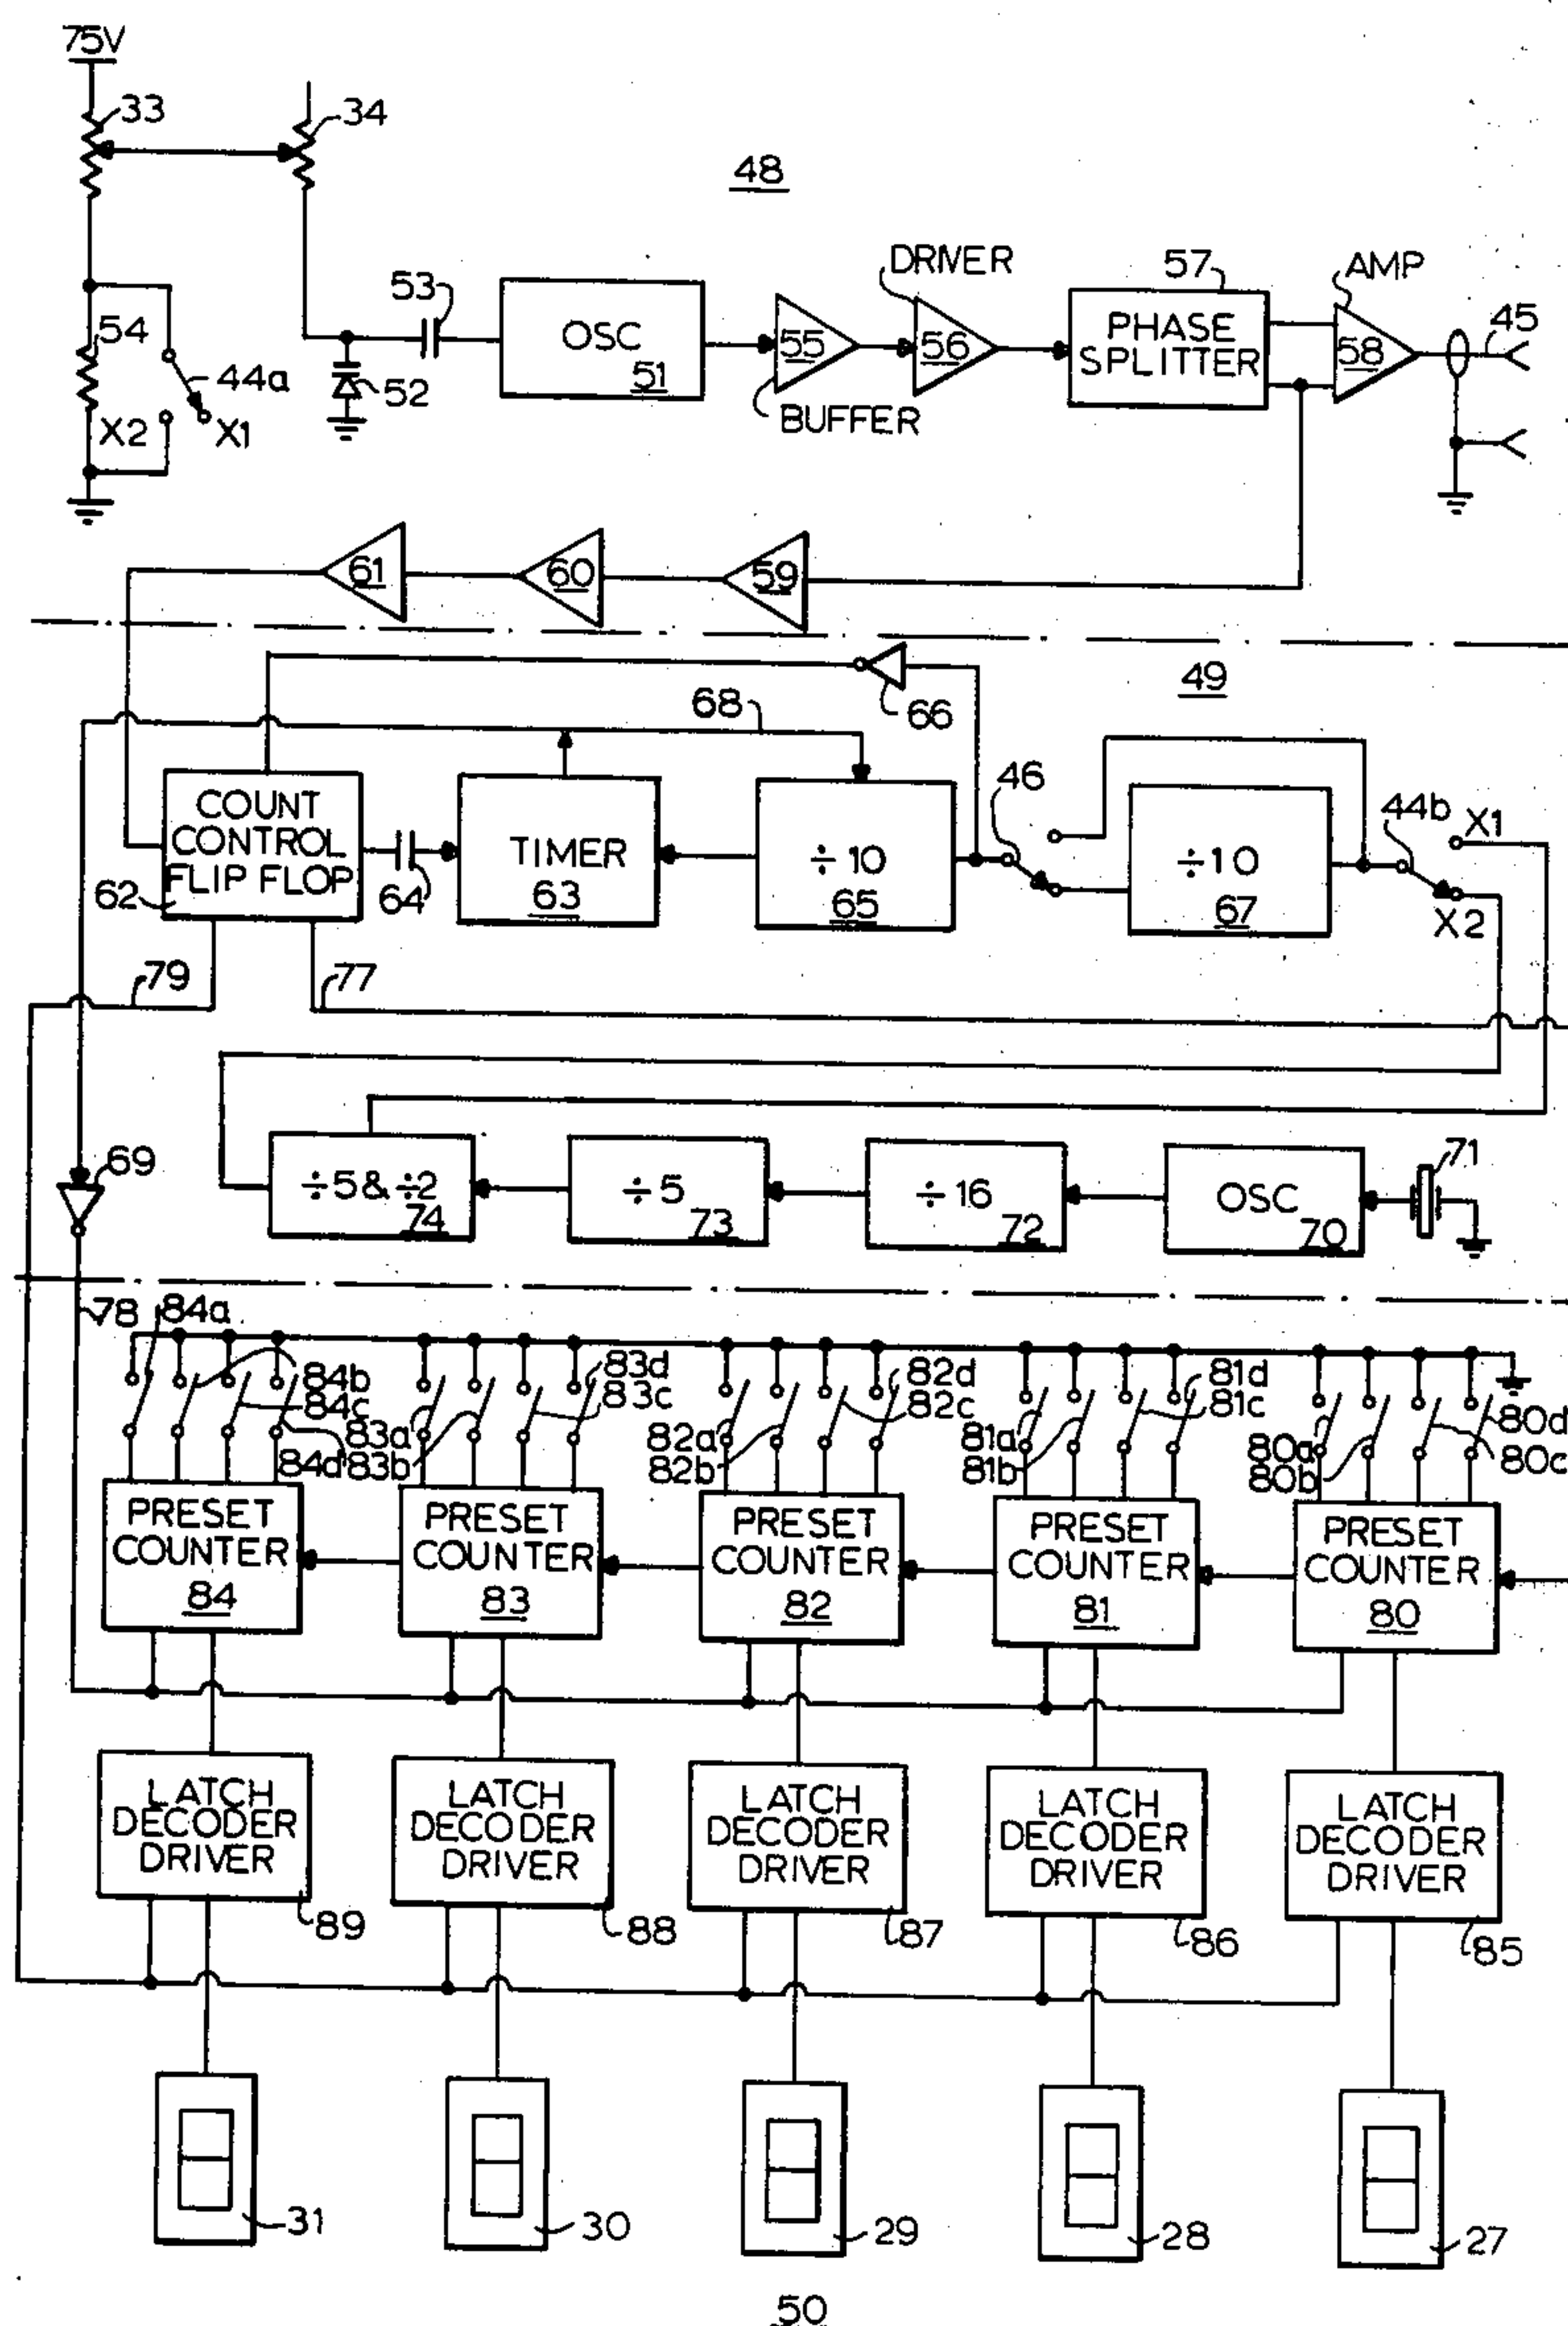 75V
33
34
48
DRIVER
57
AMP
53
OSC
51
55
56
PHASE
SPLITTER
58
45
54
44a
52
X2
X1
BUFFER
61
60
59
49
66
68
46
44b
X1
COUNT
CONTROL
FLIP FLOP
62
64
TIMER
63
÷10
65
÷10
67
X2
79
77
69
÷5&÷2
74
÷5
73
÷16
72
OSC
70
71
78
84a
84b
84c
84d
83a
83b
83d
83c
82a
82b
82d
82c
81a
81b
81d
81c
80a
80b
80d
80c
PRESET
COUNTER
84
PRESET
COUNTER
83
PRESET
COUNTER
82
PRESET
COUNTER
81
PRESET
COUNTER
80
LATCH
DECODER
DRIVER
89
LATCH
DECODER
DRIVER
88
LATCH
DECODER
DRIVER
87
LATCH
DECODER
DRIVER
86
LATCH
DECODER
DRIVER
85
31
30
29
28
27
50